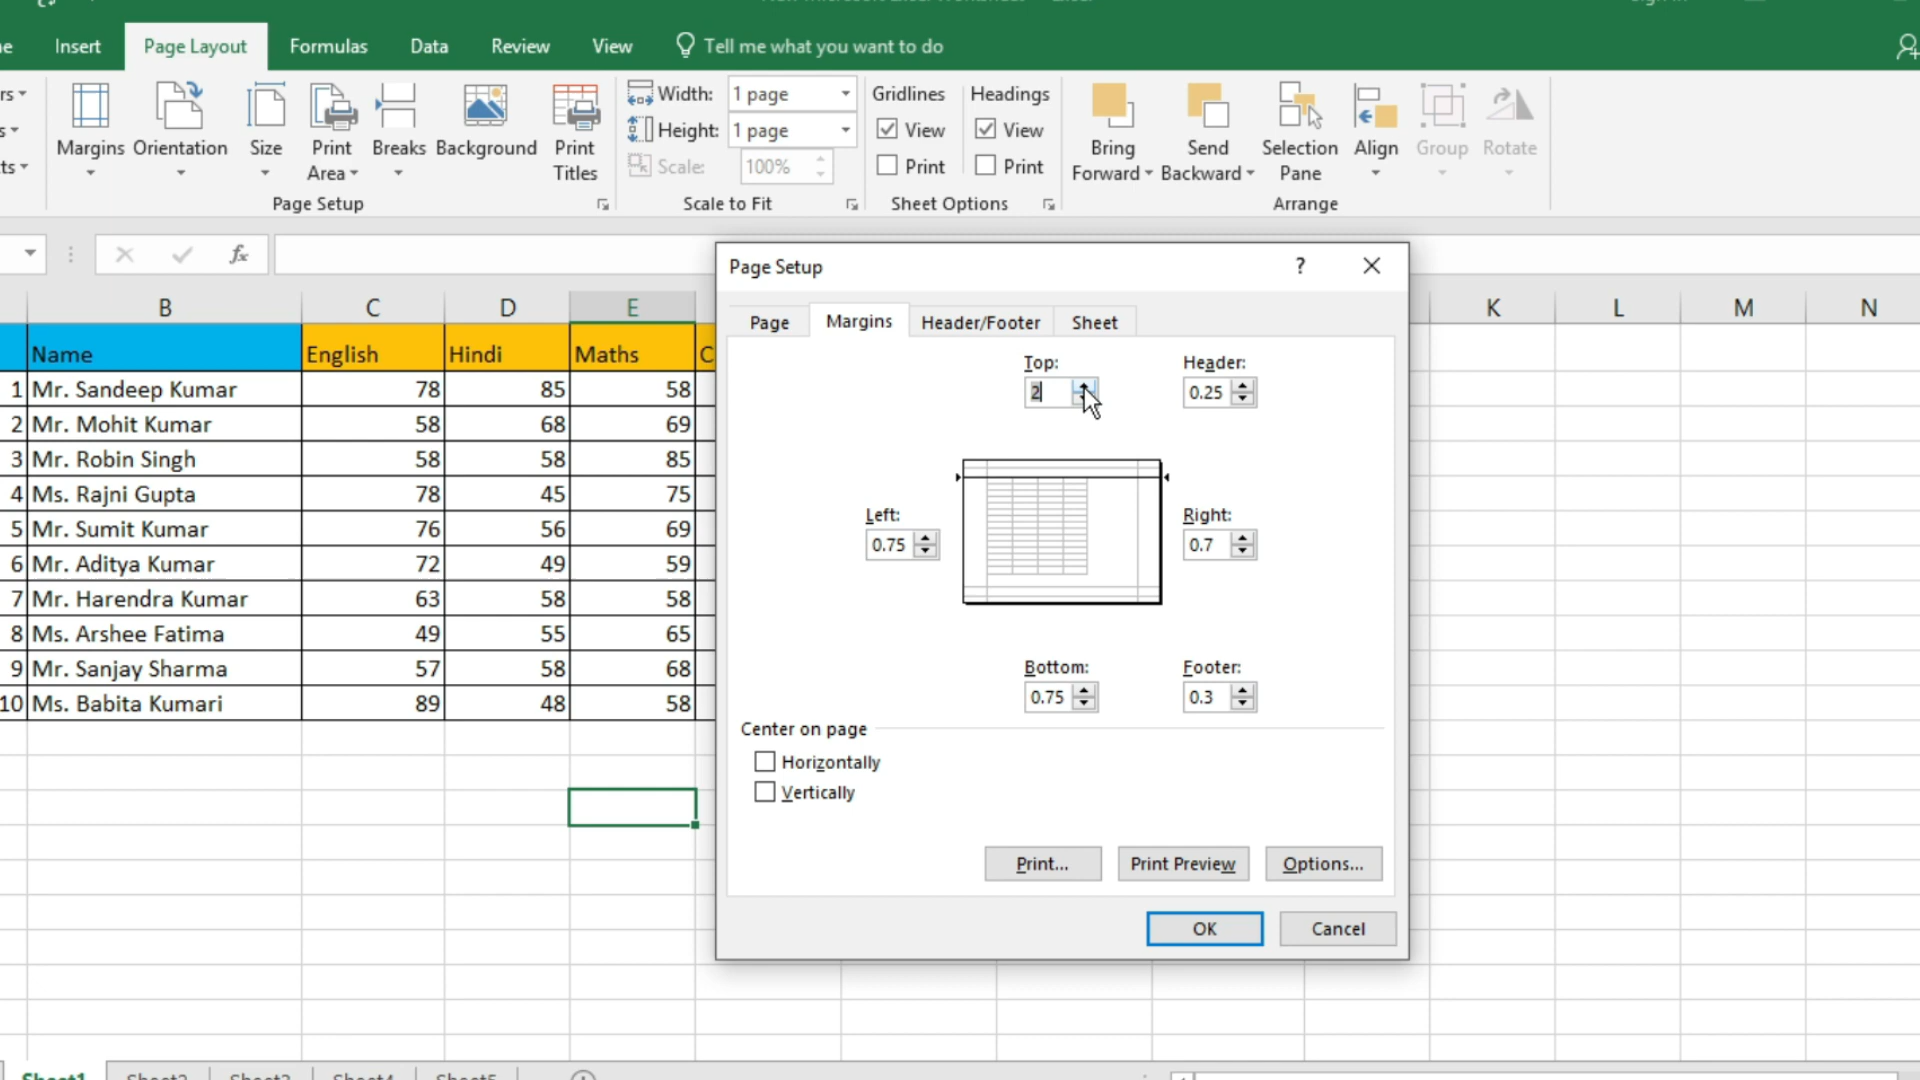 Insert Page Layout Formulas Data Review View Tell me what you want to do
Margins Orientation Size Print Area Breaks Background Print Titles
Width: 1 page
Height: 1 page
Scale: 100%
Gridlines Headings
View View
Print Print
Bring Forward Send Backward Selection Pane Align Group Rotate
Page Setup Scale to Fit Sheet Options Arrange
fx
Page Setup ? 
B C D E K L M N
Page Margins Header/Footer Sheet
Name English Hindi Maths C
1 Mr. Sandeep Kumar 78 85 58
2 Mr. Mohit Kumar 58 68 69
3 Mr. Robin Singh 58 58 85
4 Ms. Rajni Gupta 78 45 75
5 Mr. Sumit Kumar 76 56 69
6 Mr. Aditya Kumar 72 49 59
7 Mr. Harendra Kumar 63 58 58
8 Ms. Arshee Fatima 49 55 65
9 Mr. Sanjay Sharma 57 58 68
10 Ms. Babita Kumari 89 48 58
Top: Header:
2 0.25
Left: Right:
0.75 0.7
Bottom: Footer:
0.75 0.3
Center on page
Horizontally
Vertically
Print... Print Preview Options...
OK Cancel
Sheet1 Sheet2 Sheet3 Sheet4 Sheet5